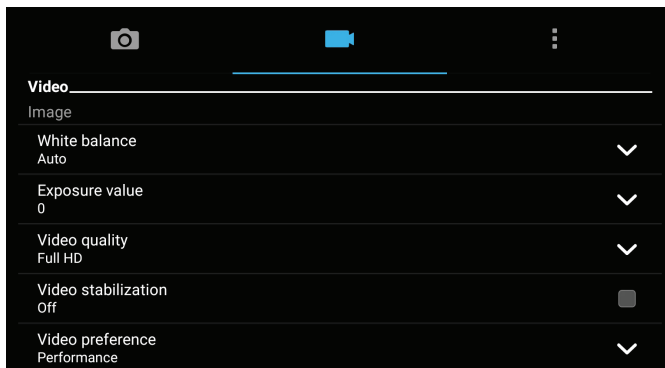 Video
Image
White balance
Auto
Exposure value
0
Video quality
Full HD
Video stabilization
Off
Video preference
Performance